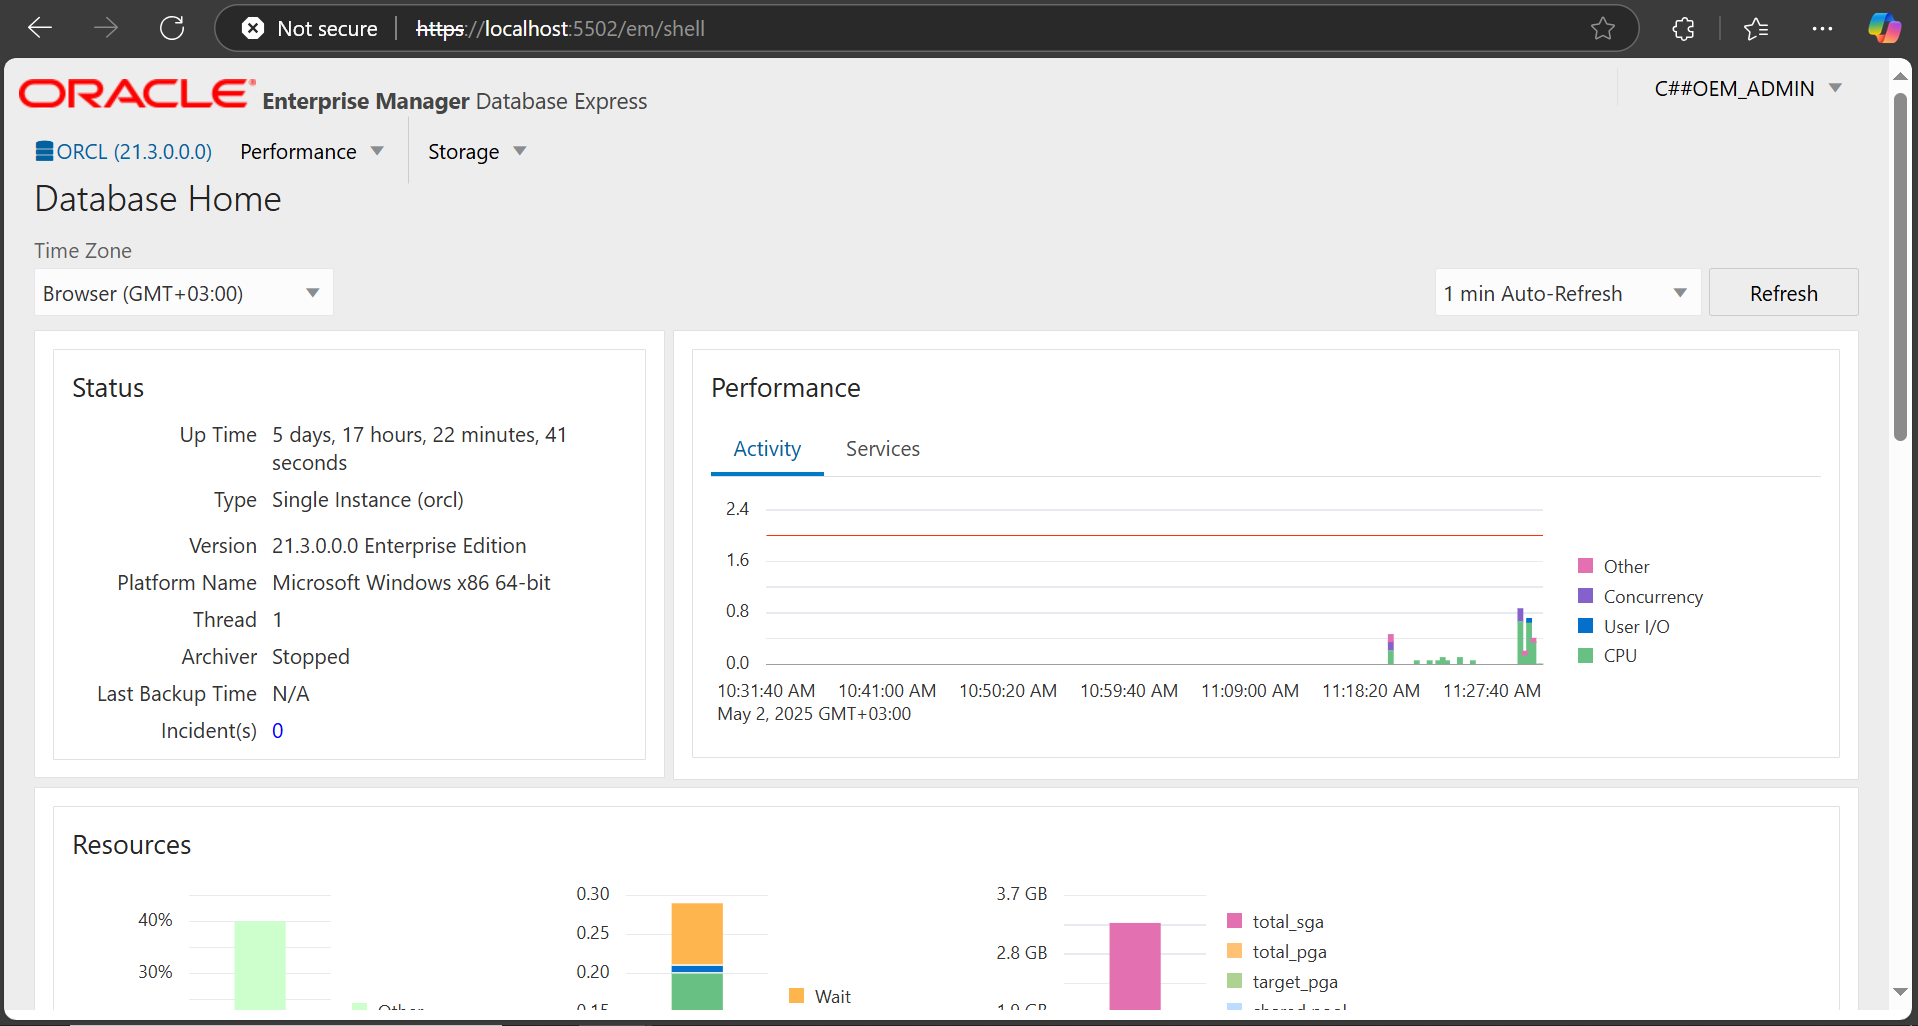 Not secure https://localhost:5502/em/shell
ORACLE Enterprise Manager Database Express
C##OEM_ADMIN
ORCL (21.3.0.0.0) Performance Storage
Database Home
Time Zone
Browser (GMT+03:00)
1 min Auto-Refresh Refresh
Status
Up Time 5 days, 17 hours, 22 minutes, 41
seconds
Type Single Instance (orcl)
Version 21.3.0.0.0 Enterprise Edition
Platform Name Microsoft Windows x86 64-bit
Thread 1
Archiver Stopped
Last Backup Time N/A
Incident(s) 0
Performance
Activity Services
2.4
1.6
0.8
0.0
10:31:40 AM 10:41:00 AM 10:50:20 AM 10:59:40 AM 11:09:00 AM 11:18:20 AM 11:27:40 AM
May 2, 2025 GMT+03:00
Other
Concurrency
User I/O
CPU
Resources
40%
30%
Other
0.30
0.25
0.20
0.15
Wait
3.7 GB
2.8 GB
1.9 GB
total_sga
total_pga
target_pga
shared_pool